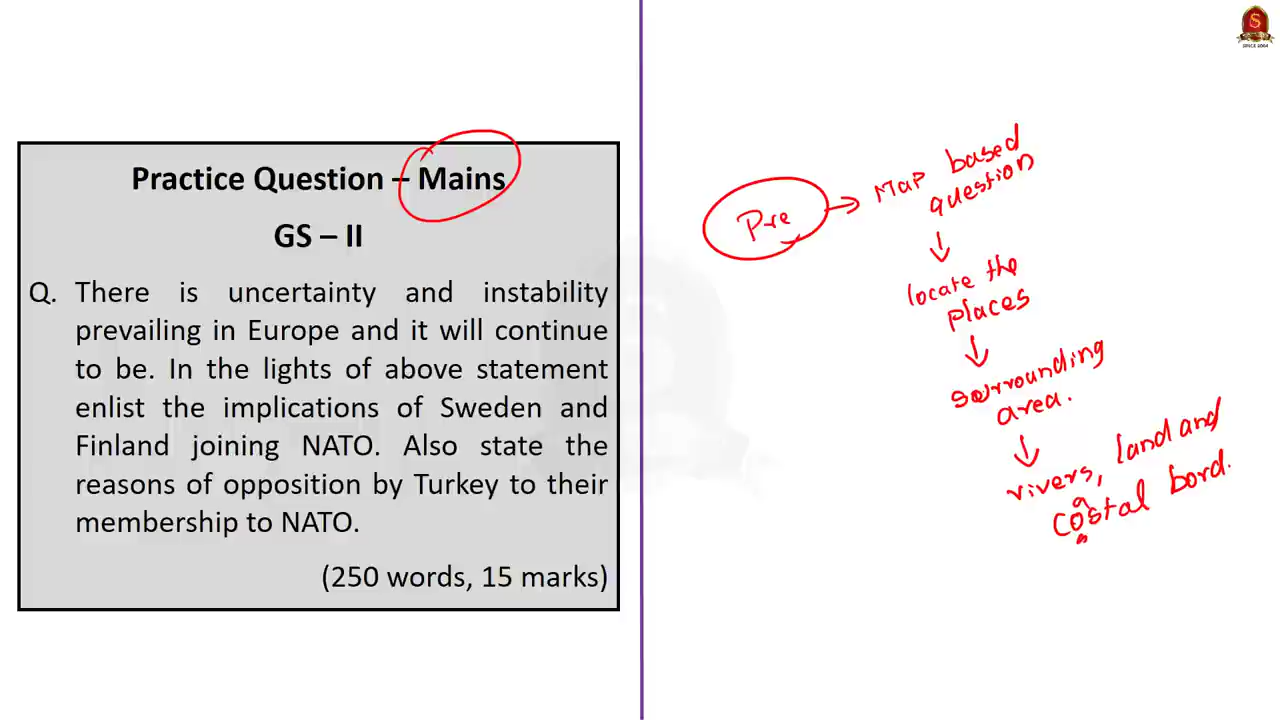 Practice Question – Mains
GS – II
Q. There is uncertainty and instability
prevailing in Europe and it will continue
to be. In the lights of above statement
enlist the implications of Sweden and
Finland joining NATO. Also state the
reasons of opposition by Turkey to their
membership to NATO.
(250 words, 15 marks)
S
SINCE 2004
Pre → Map based
question
↓
locate the
places
↓
surrounding
area.
↓
rivers, land and
costal bord.
a